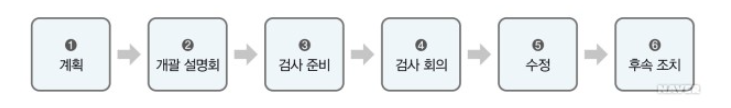 ❶
계획
❷
개괄 설명회
❸
검사 준비
❹
검사 회의
❺
수정
❻
후속 조치
NAVER